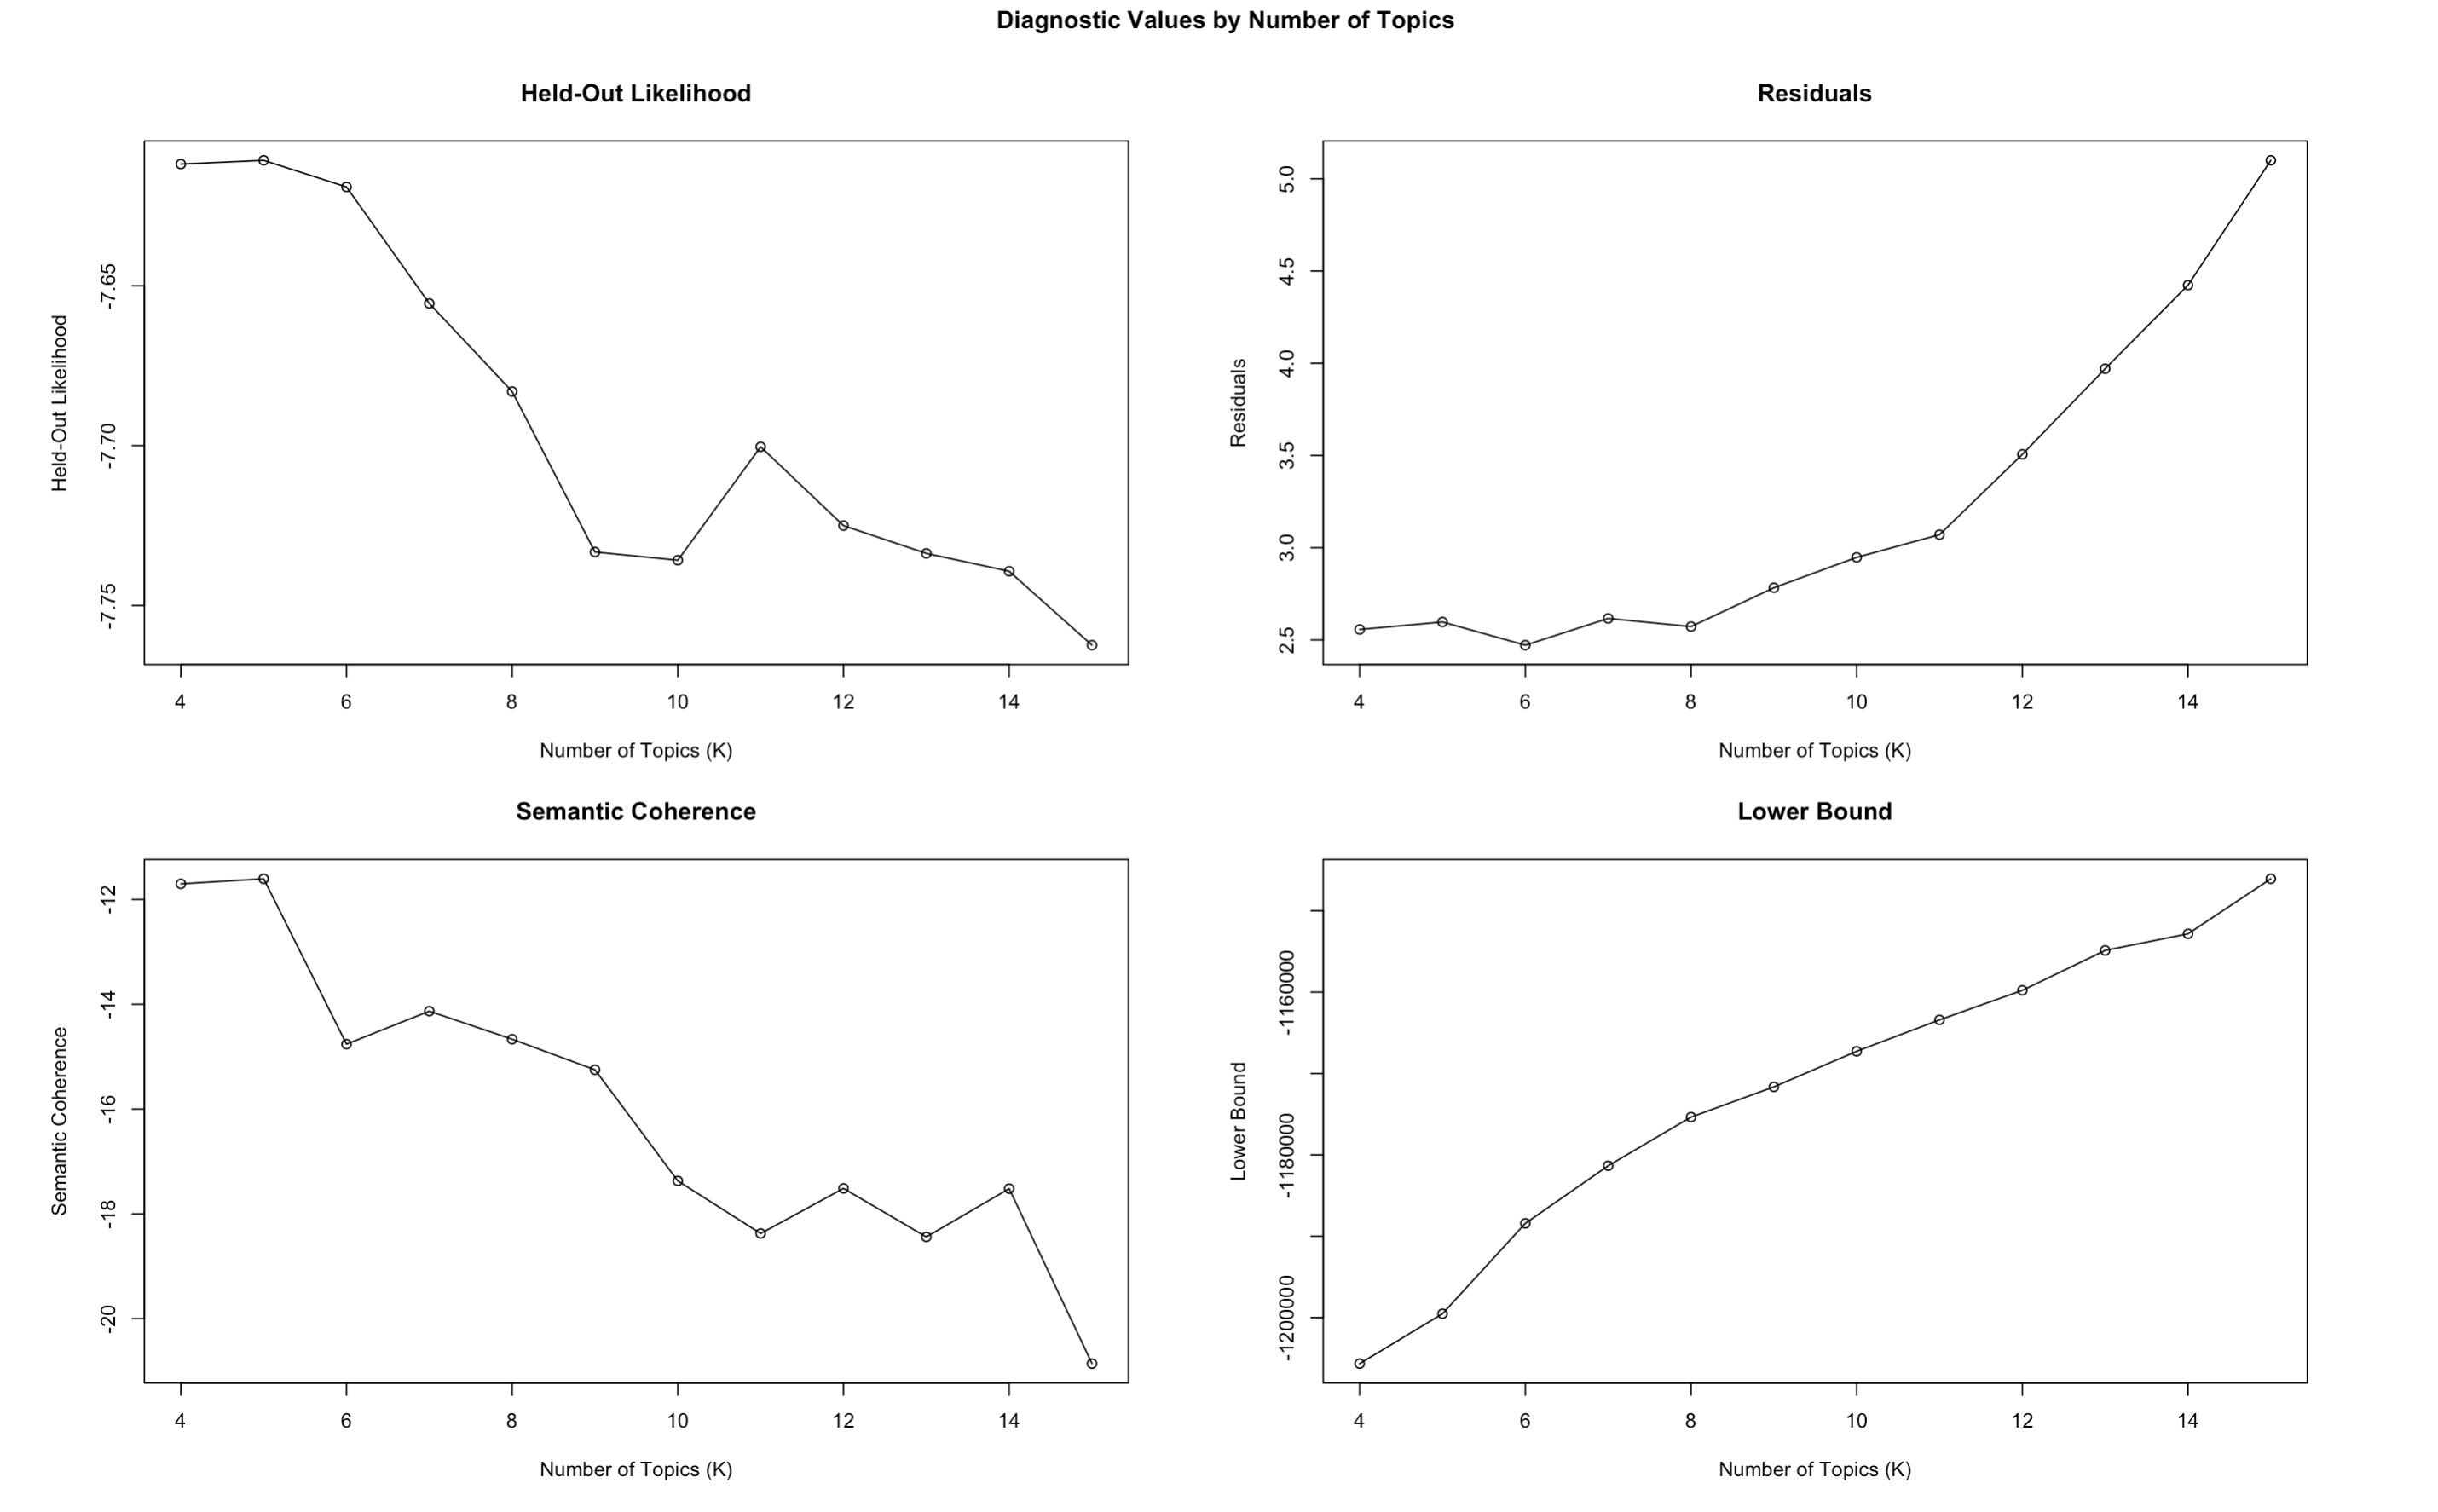 Diagnostic Values by Number of Topics
Held-Out Likelihood
Held-Out Likelihood
-7.65
-7.70
-7.75
4 6 8 10 12 14
Number of Topics (K)
Residuals
Residuals
5.0
4.5
4.0
3.5
3.0
2.5
4 6 8 10 12 14
Number of Topics (K)
Semantic Coherence
Semantic Coherence
-12
-14
-16
-18
-20
4 6 8 10 12 14
Number of Topics (K)
Lower Bound
Lower Bound
-1160000
-1180000
-1200000
4 6 8 10 12 14
Number of Topics (K)